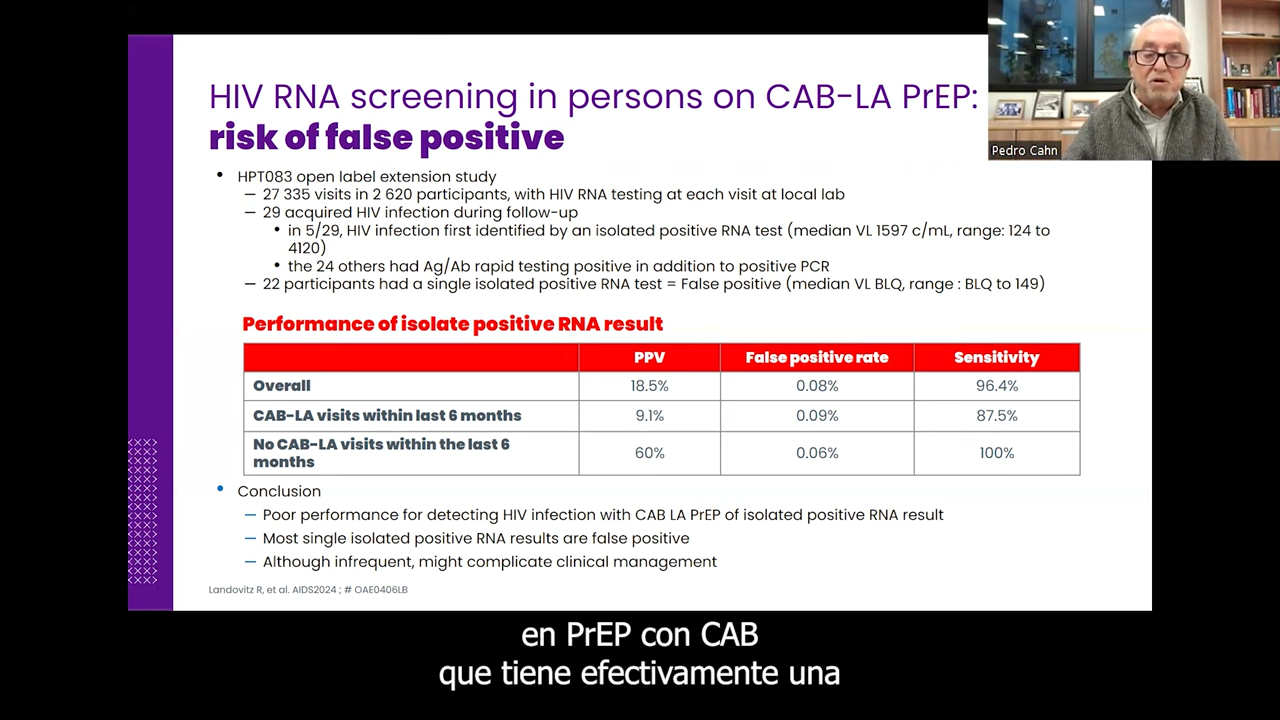 HIV RNA screening in persons on CAB-LA PrEP:
risk of false positive
Pedro Cahn
• HPT083 open label extension study
– 27 335 visits in 2 620 participants, with HIV RNA testing at each visit at local lab
– 29 acquired HIV infection during follow-up
• in 5/29, HIV infection first identified by an isolated positive RNA test (median VL 1597 c/mL, range: 124 to
4120)
• the 24 others had Ag/Ab rapid testing positive in addition to positive PCR
– 22 participants had a single isolated positive RNA test = False positive (median VL BLQ, range : BLQ to 149)
Performance of isolate positive RNA result
PPV False positive rate Sensitivity
Overall 18.5% 0.08% 96.4%
CAB-LA visits within last 6 months 9.1% 0.09% 87.5%
No CAB-LA visits within the last 6
months 60% 0.06% 100%
• Conclusion
– Poor performance for detecting HIV infection with CAB LA PrEP of isolated positive RNA result
– Most single isolated positive RNA results are false positive
– Although infrequent, might complicate clinical management
Landovitz R, et al. AIDS2024 ; # OAE0406LB
en PrEP con CAB
que tiene efectivamente una